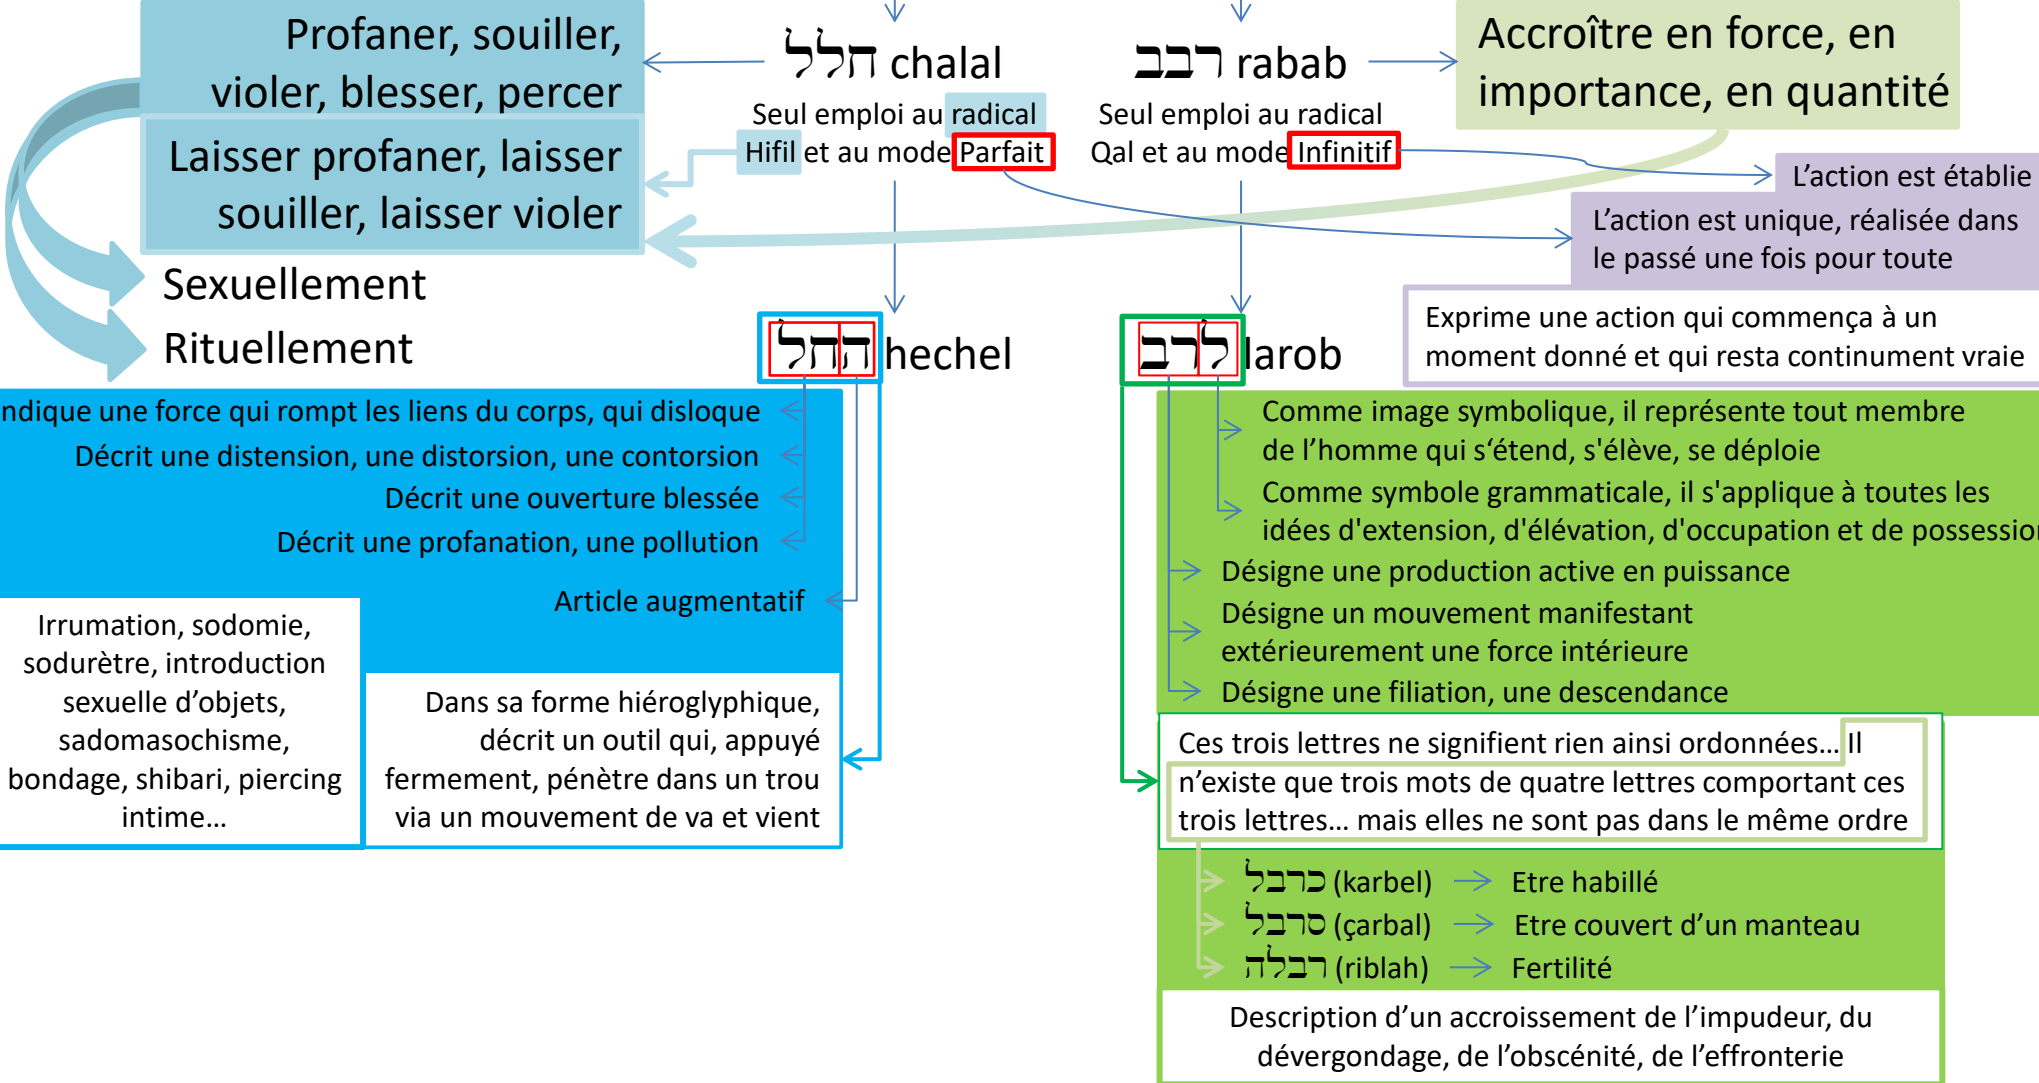 Profaner, souiller,
violer, blesser, percer
Laisser profaner, laisser
souiller, laisser violer
Sexuellement
Rituellement
חלל chalal
Seul emploi au radical
Hifil et au mode Parfait
רבב rabab
Seul emploi au radical
Qal et au mode Infinitif
Accroître en force, en
importance, en quantité
L’action est établie
L’action est unique, réalisée dans
le passé une fois pour toute
Exprime une action qui commença à un
moment donné et qui resta continument vraie
החל hechel
לרב larob
ndique une force qui rompt les liens du corps, qui disloque
Décrit une distension, une distorsion, une contorsion
Décrit une ouverture blessée
Décrit une profanation, une pollution
Article augmentatif
Irrumation, sodomie,
sodurètre, introduction
sexuelle d’objets,
sadomasochisme,
bondage, shibari, piercing
intime…
Dans sa forme hiéroglyphique,
décrit un outil qui, appuyé
fermement, pénètre dans un trou
via un mouvement de va et vient
Comme image symbolique, il représente tout membre
de l’homme qui s‘étend, s'élève, se déploie
Comme symbole grammaticale, il s'applique à toutes les
idées d'extension, d'élévation, d'occupation et de possession
Désigne une production active en puissance
Désigne un mouvement manifestant
extérieurement une force intérieure
Désigne une filiation, une descendance
Ces trois lettres ne signifient rien ainsi ordonnées… Il
n’existe que trois mots de quatre lettres comportant ces
trois lettres… mais elles ne sont pas dans le même ordre
כרבל (karbel) Etre habillé
סרבל (çarbal) Etre couvert d’un manteau
רבלה (riblah) Fertilité
Description d’un accroissement de l’impudeur, du
dévergondage, de l’obscénité, de l’effronterie